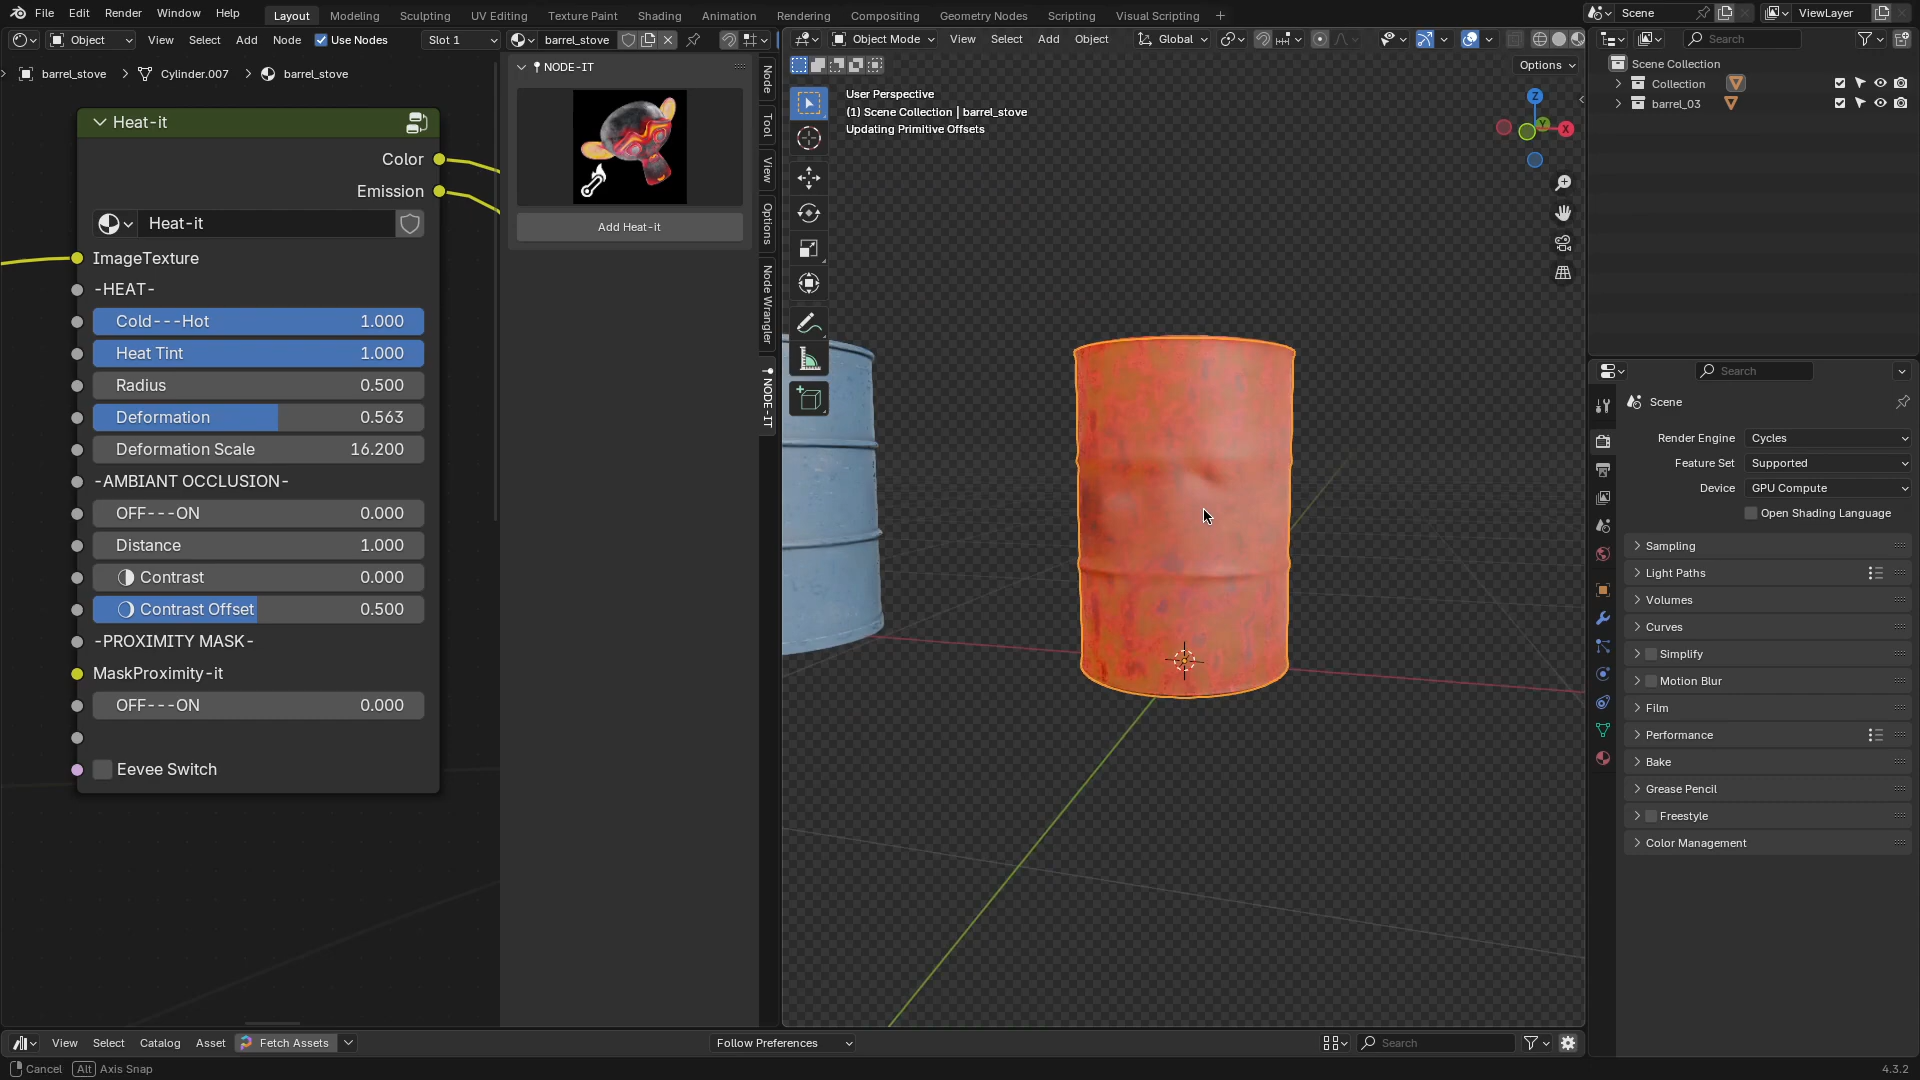 File Edit Render Window Help Layout Modeling Sculpting UV Editing Texture Paint Shading Animation Rendering Compositing Geometry Nodes Scripting Visual Scripting + Scene ViewLayer
Object View Select Add Node Use Nodes Slot 1 barrel_stove Object Mode View Select Add Object Global Search
barrel_stove > Cylinder.007 > barrel_stove
NODE-IT
Add Heat-it
Node
Tool
View
Options
Node Wrangler
NODE-IT
Heat-it
Color
Emission
Heat-it
ImageTexture
-HEAT-
Cold---Hot 1.000
Heat Tint 1.000
Radius 0.500
Deformation 0.563
Deformation Scale 16.200
-AMBIANT OCCLUSION-
OFF---ON 0.000
Distance 1.000
Contrast 0.000
Contrast Offset 0.500
-PROXIMITY MASK-
MaskProximity-it
OFF---ON 0.000
Eevee Switch
Options
User Perspective
(1) Scene Collection | barrel_stove
Updating Primitive Offsets
Z
Y
X
Scene Collection
Collection
barrel_03
Search
Scene
Render Engine Cycles
Feature Set Supported
Device GPU Compute
Open Shading Language
Sampling
Light Paths
Volumes
Curves
Simplify
Motion Blur
Film
Performance
Bake
Grease Pencil
Freestyle
Color Management
View Select Catalog Asset Fetch Assets Follow Preferences Search
Cancel Alt Axis Snap 4.3.2